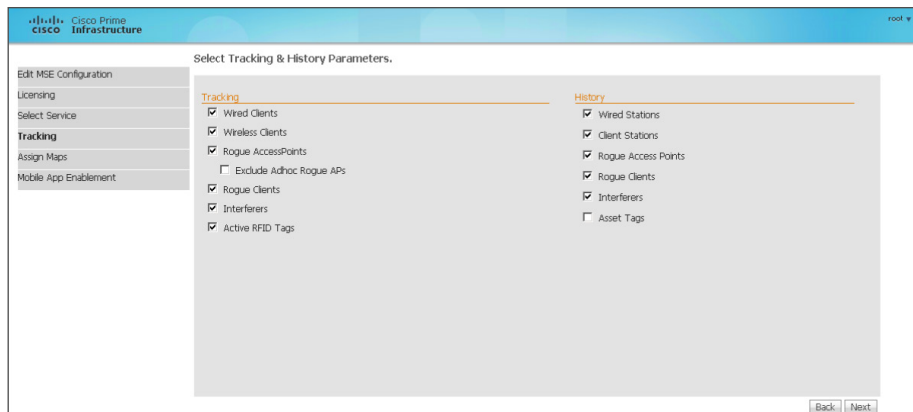 Cisco Prime
CISCO Infrastructure
root
Select Tracking & History Parameters.
Edit MSE Configuration
Licensing
Select Service
Tracking
Assign Maps
Mobile App Enablement
Tracking
Wired Clients
Wireless Clients
Rogue AccessPoints
Exclude Adhoc Rogue APs
Rogue Clients
Interferers
Active RFID Tags
History
Wired Stations
Client Stations
Rogue Access Points
Rogue Clients
Interferers
Asset Tags
Back Next